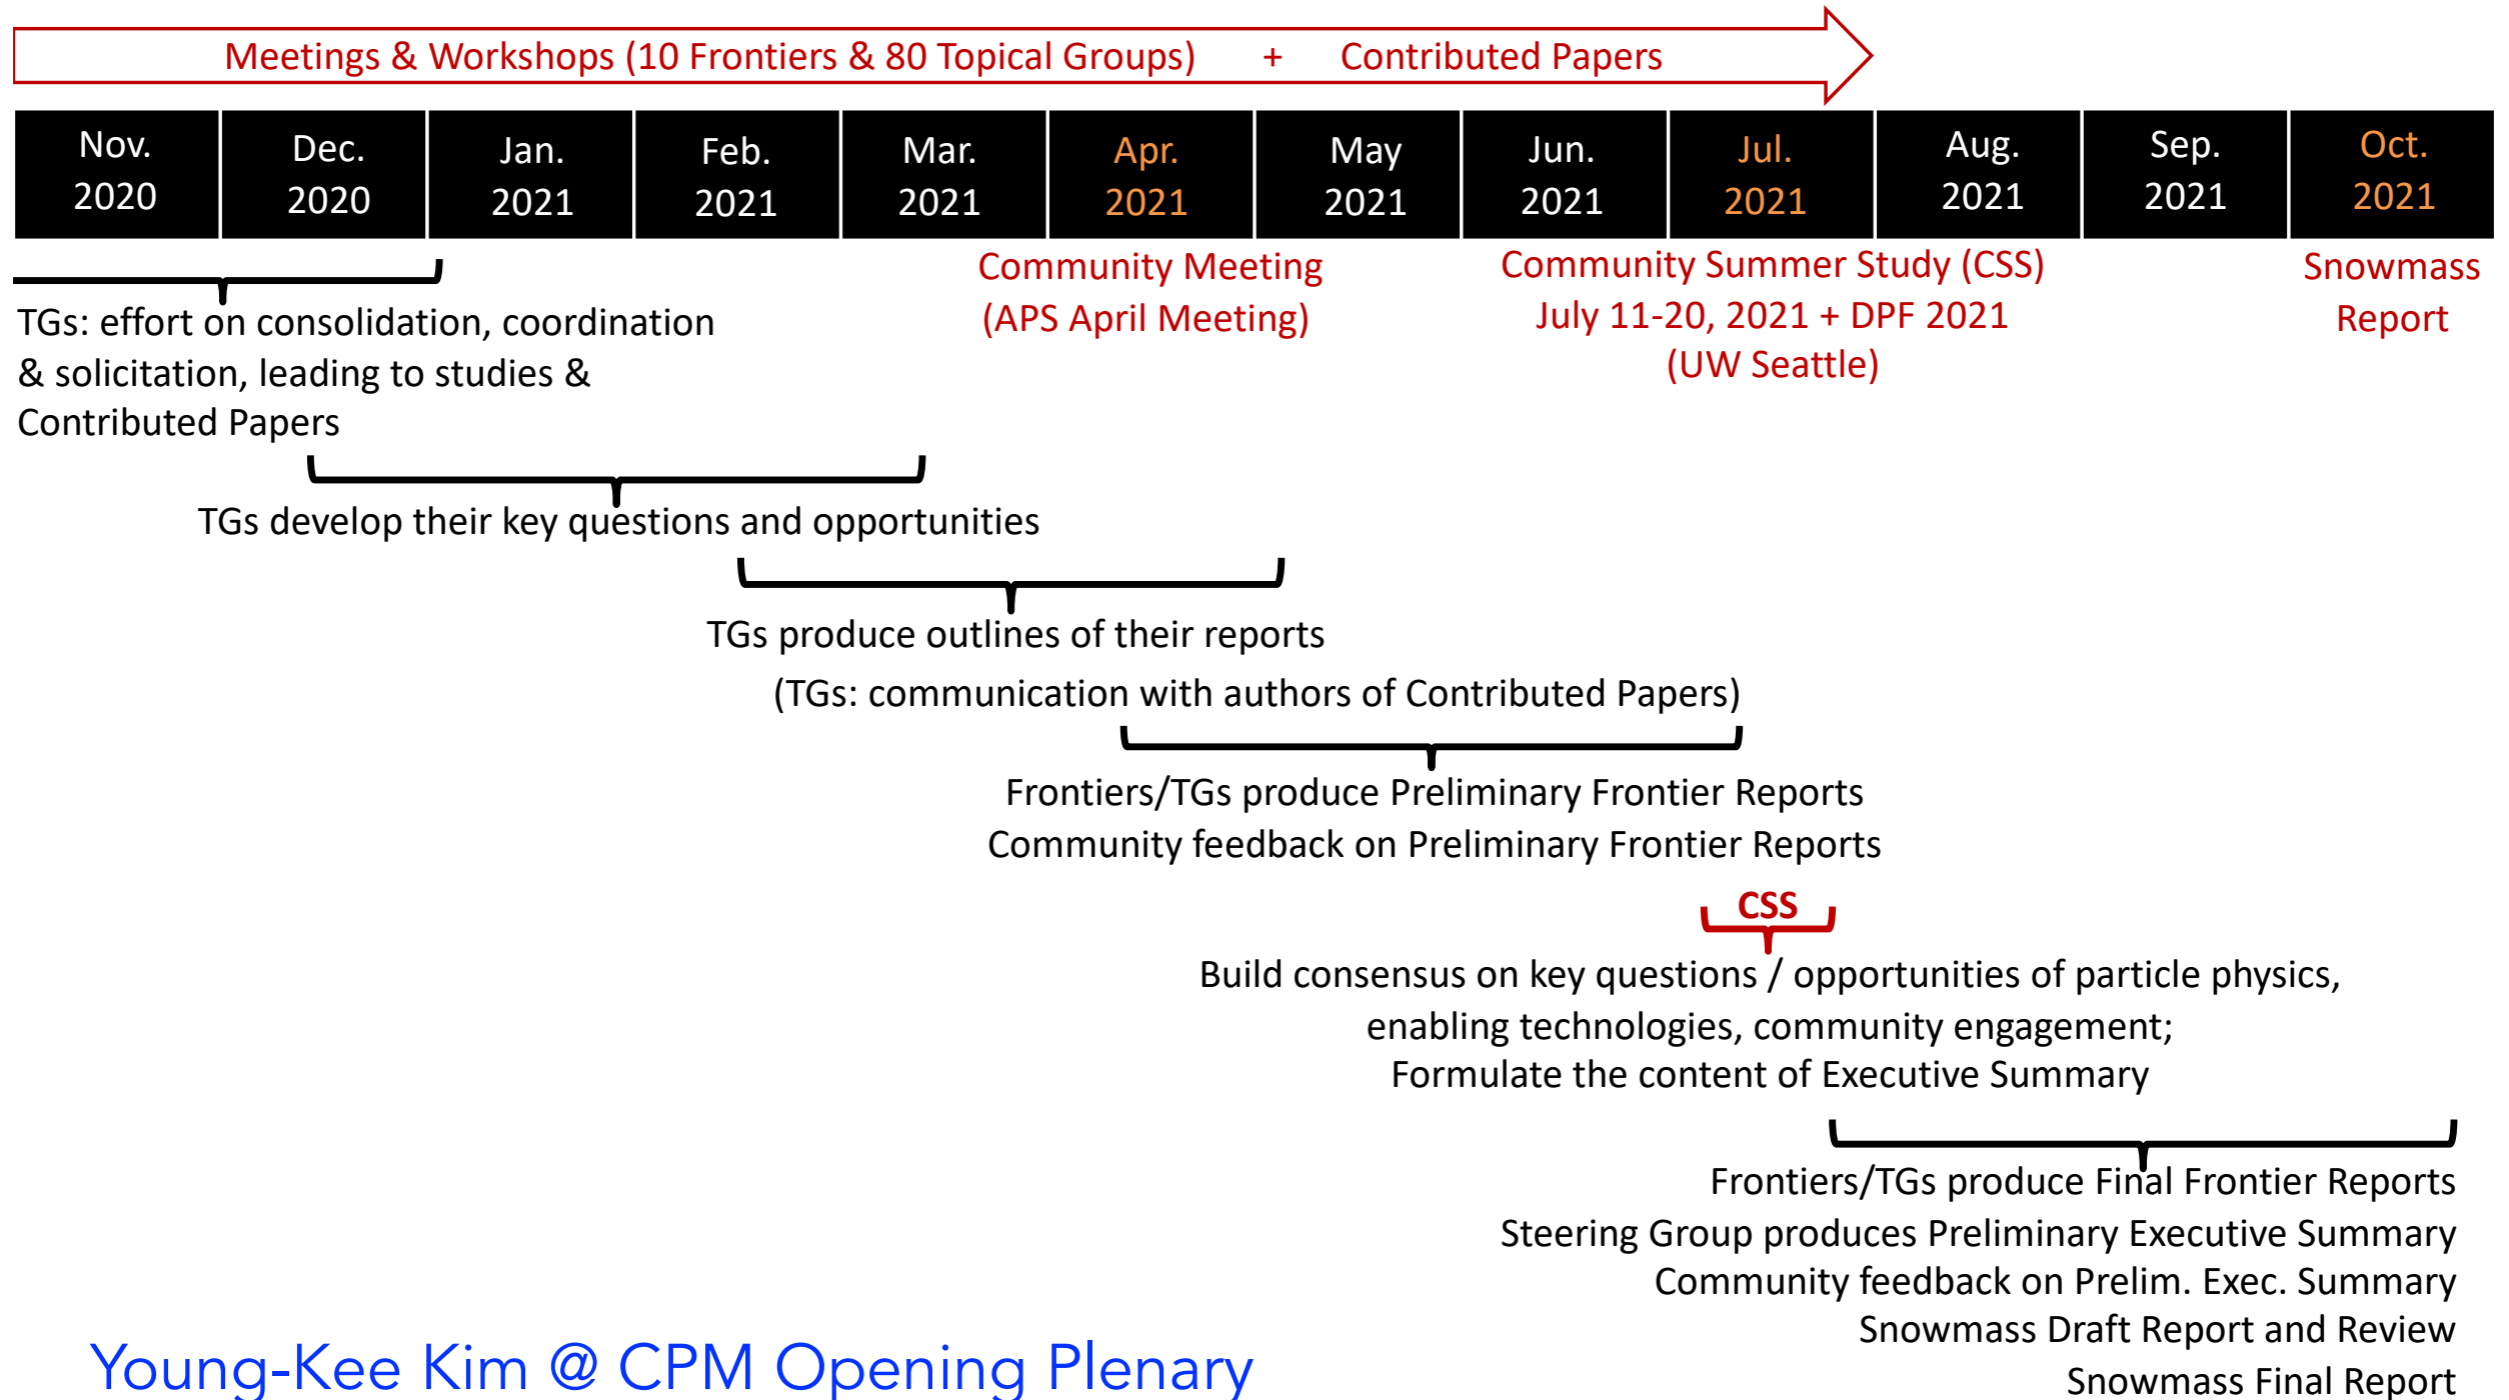 Meetings & Workshops (10 Frontiers & 80 Topical Groups) + Contributed Papers
Nov. 2020
Dec. 2020
Jan. 2021
Feb. 2021
Mar. 2021
Apr. 2021
May 2021
Jun. 2021
Jul. 2021
Aug. 2021
Sep. 2021
Oct. 2021
Community Meeting
(APS April Meeting)
Community Summer Study (CSS)
July 11-20, 2021 + DPF 2021
(UW Seattle)
Snowmass
Report
TGs: effort on consolidation, coordination
& solicitation, leading to studies &
Contributed Papers
TGs develop their key questions and opportunities
TGs produce outlines of their reports
(TGs: communication with authors of Contributed Papers)
Frontiers/TGs produce Preliminary Frontier Reports
Community feedback on Preliminary Frontier Reports
CSS
Build consensus on key questions / opportunities of particle physics,
enabling technologies, community engagement;
Formulate the content of Executive Summary
Frontiers/TGs produce Final Frontier Reports
Steering Group produces Preliminary Executive Summary
Community feedback on Prelim. Exec. Summary
Snowmass Draft Report and Review
Snowmass Final Report
Young-Kee Kim @ CPM Opening Plenary